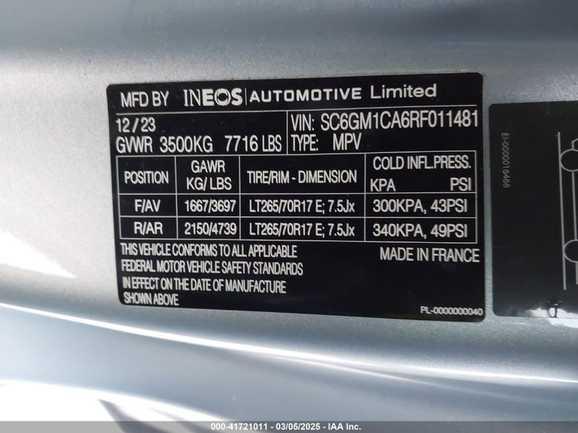 MFD BY INEOS AUTOMOTIVE Limited
12/23 VIN: SC6GM1CA6RF011481
GVWR 3500KG 7716 LBS TYPE: MPV
POSITION GAWR KG/LBS TIRE/RIM - DIMENSION COLD INFL.PRESS. KPA PSI
F/AV 1667/3697 LT265/70R17 E; 7.5Jx 300KPA, 43PSI
R/AR 2150/4739 LT265/70R17 E; 7.5Jx 340KPA, 49PSI
THIS VEHICLE CONFORMS TO ALL APPLICABLE MADE IN FRANCE
FEDERAL MOTOR VEHICLE SAFETY STANDARDS
IN EFFECT ON THE DATE OF MANUFACTURE
SHOWN ABOVE
PL-0000000040
000-41721011 - 03/05/2025 - IAA Inc.